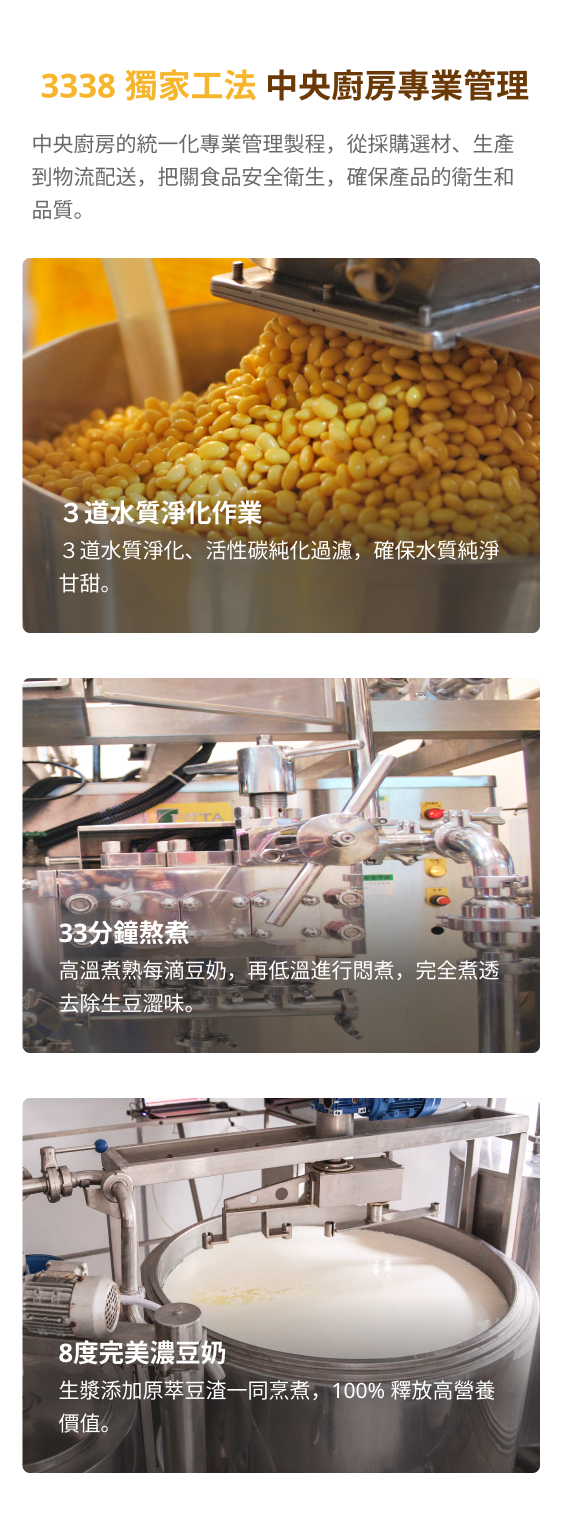 3338 獨家工法 中央廚房專業管理
中央廚房的統一化專業管理製程，從採購選材、生產
到物流配送，把關食品安全衛生，確保產品的衛生和
品質。
３道水質淨化作業
３道水質淨化、活性碳純化過濾，確保水質純淨
甘甜。
33分鐘熬煮
高溫煮熟每滴豆奶，再低溫進行悶煮，完全煮透
去除生豆澀味。
8度完美濃豆奶
生漿添加原萃豆渣一同烹煮，100% 釋放高營養
價值。